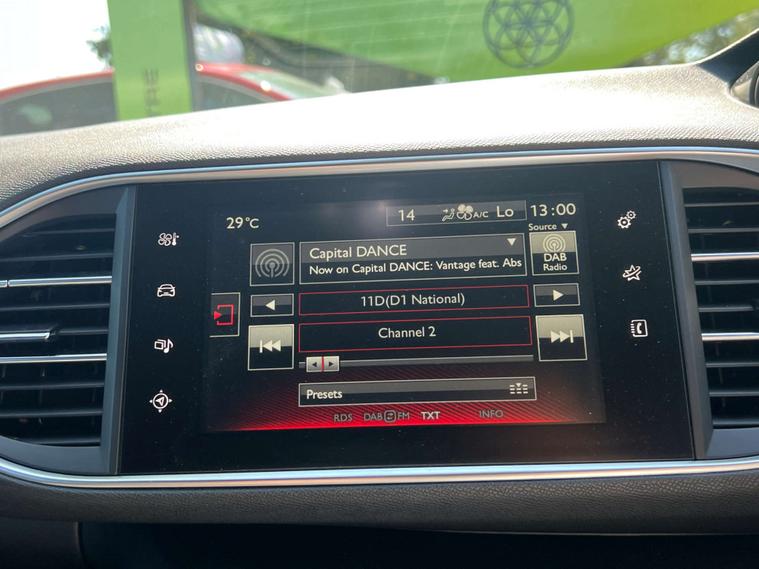 TRE
29°C
14
A/C Lo
13:00
Source ▼
Capital DANCE
Now on Capital DANCE: Vantage feat. Abs
DAB
Radio
11D(D1 National)
Channel 2
Presets
RDS DAB FM TXT INFO